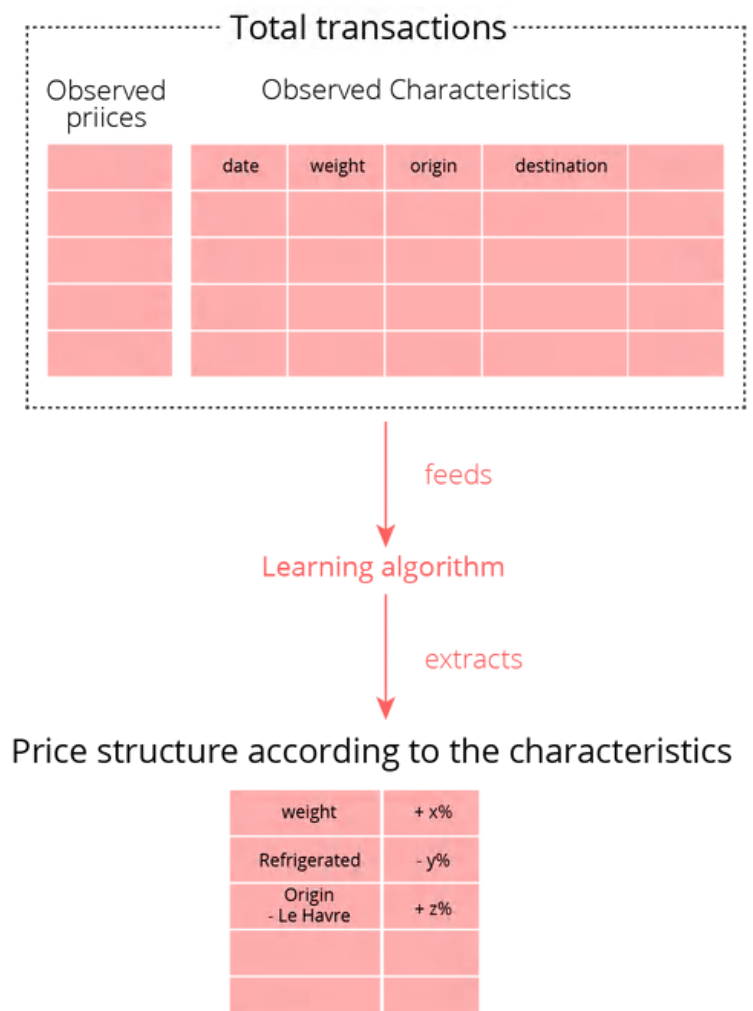 Total transactions
Observed
priices
Observed Characteristics
date weight origin destination
feeds
Learning algorithm
extracts
Price structure according to the characteristics
weight + x%
Refrigerated - y%
Origin
- Le Havre + z%